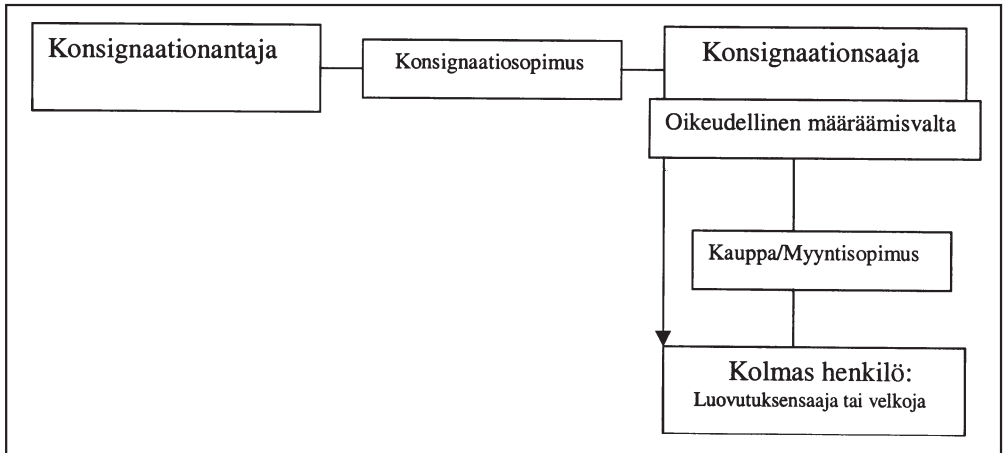 Konsignaationantaja
Konsignaatiosopimus
Konsignaationsaaja
Oikeudellinen määräämisvalta
Kauppa/Myyntisopimus
Kolmas henkilö:
Luovutuksensaaja tai velkoja